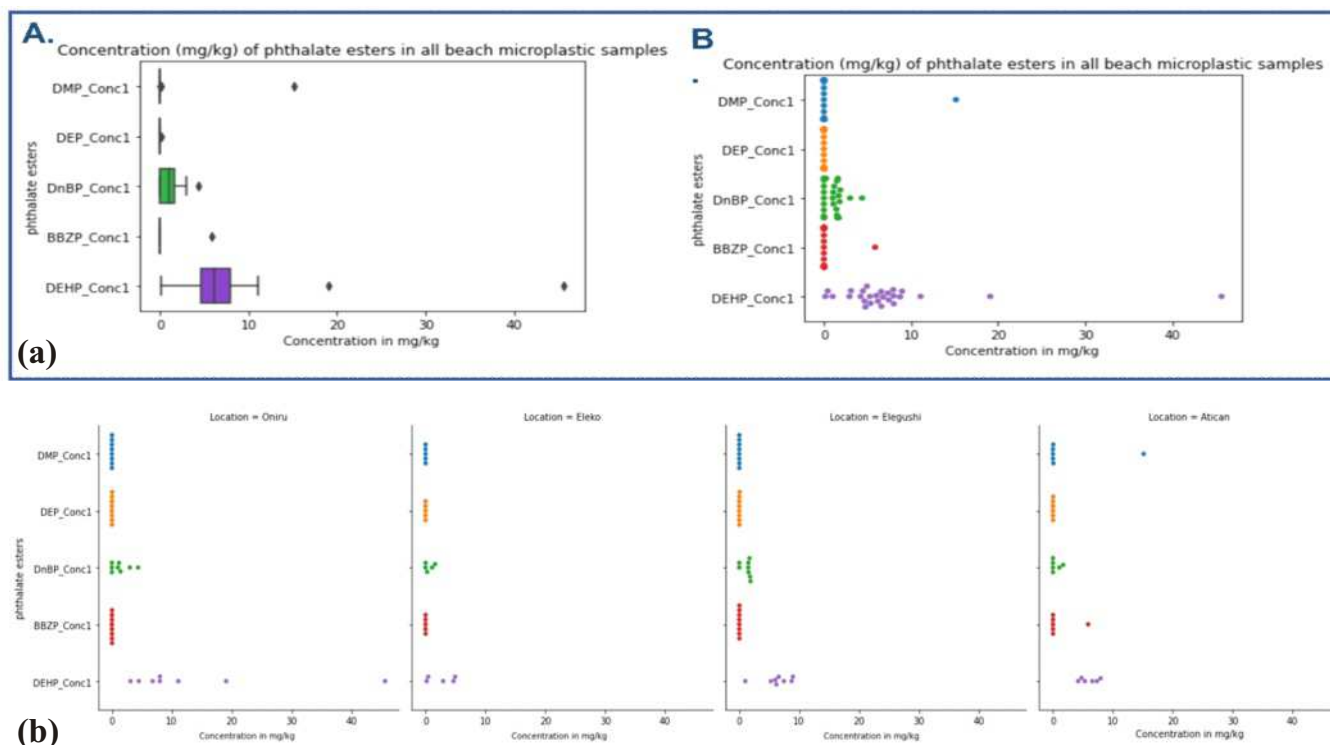 A.
Concentration (mg/kg) of phthalate esters in all beach microplastic samples
phthalate esters
DMP_Conc1
DEP_Conc1
DnBP_Conc1
BBZP_Conc1
DEHP_Conc1
0 10 20 30 40
Concentration in mg/kg
(a)
B
.
Concentration (mg/kg) of phthalate esters in all beach microplastic samples
phthalate esters
DMP_Conc1
DEP_Conc1
DnBP_Conc1
BBZP_Conc1
DEHP_Conc1
0 10 20 30 40
Concentration in mg/kg
Location = Oniru Location = Eleko Location = Elegushi Location = Atican
phthalate esters
DMP_Conc1
DEP_Conc1
DnBP_Conc1
BBZP_Conc1
DEHP_Conc1
0 10 20 30 40 0 10 20 30 40 0 10 20 30 40 0 10 20 30 40
Concentration in mg/kg Concentration in mg/kg Concentration in mg/kg Concentration in mg/kg
(b)